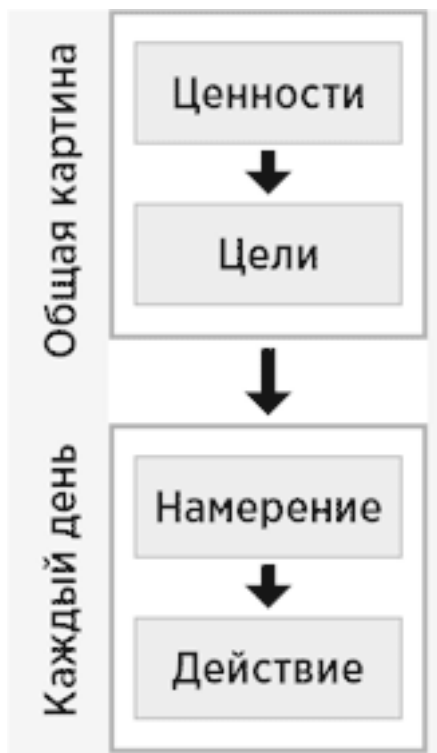 Общая картина
Ценности
Цели
Каждый день
Намерение
Действие